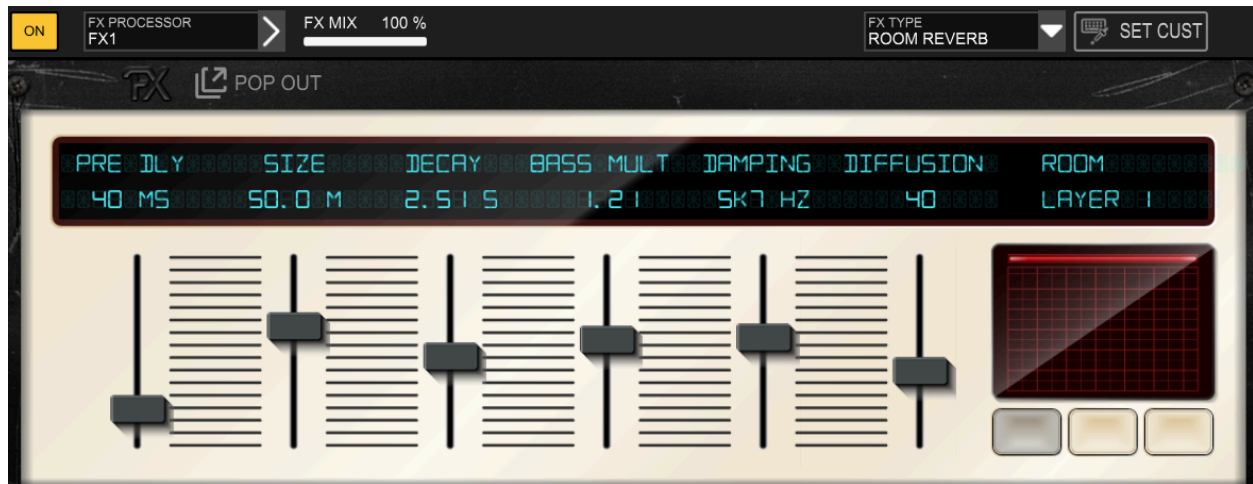 ON
FX PROCESSOR
FX1
FX MIX 100 %
FX TYPE
ROOM REVERB
SET CUST
FX
POP OUT
PRE DLY SIZE DECAY BASS MULT DAMPING DIFFUSION ROOM
40 MS 50.0 M 2.51 S 1.21 5K7 HZ 40 LAYER 1